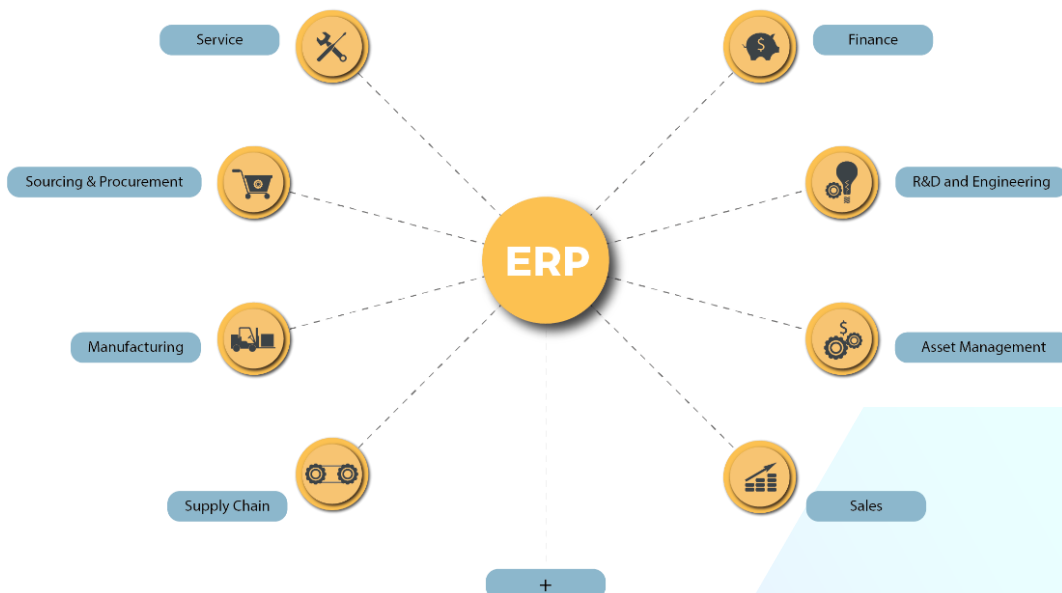 Service
Finance
Sourcing & Procurement
R&D and Engineering
ERP
Manufacturing
Asset Management
Supply Chain
Sales
+